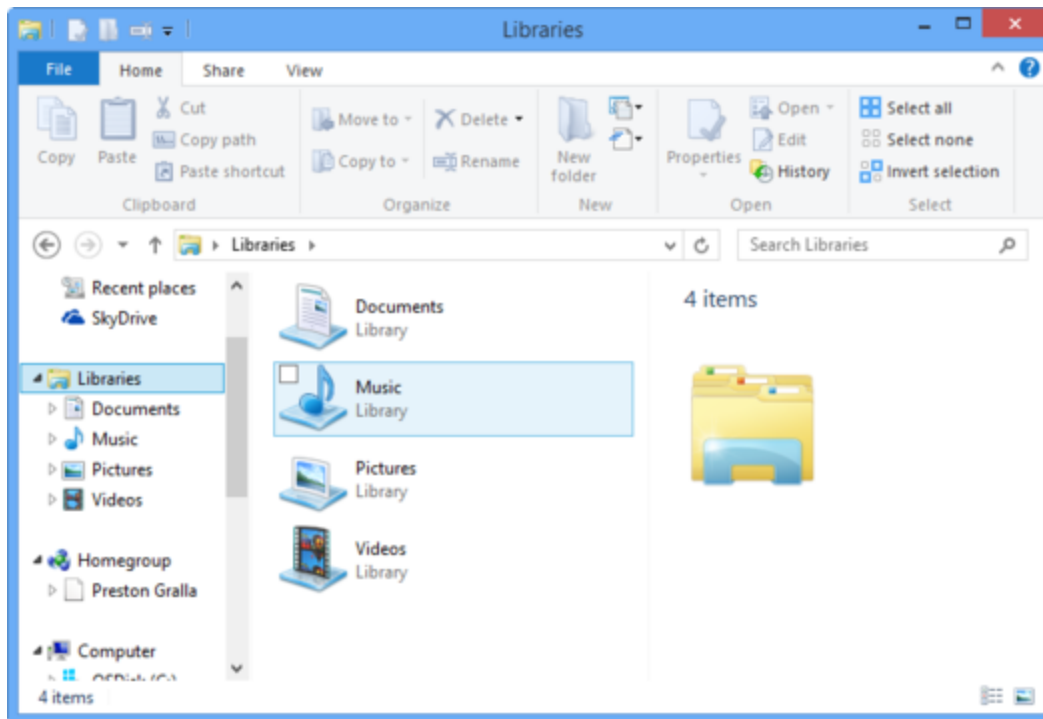 Libraries
File Home Share View
Copy
Paste
Cut
Copy path
Paste shortcut
Clipboard
Move to
Copy to
Delete
Rename
Organize
New
folder
New
Properties
Open
Edit
History
Open
Select all
Select none
Invert selection
Select
Libraries
Search Libraries
Recent places
SkyDrive
Libraries
Documents
Music
Pictures
Videos
Homegroup
Preston Gralla
Computer
Documents
Library
Music
Library
Pictures
Library
Videos
Library
4 items
4 items